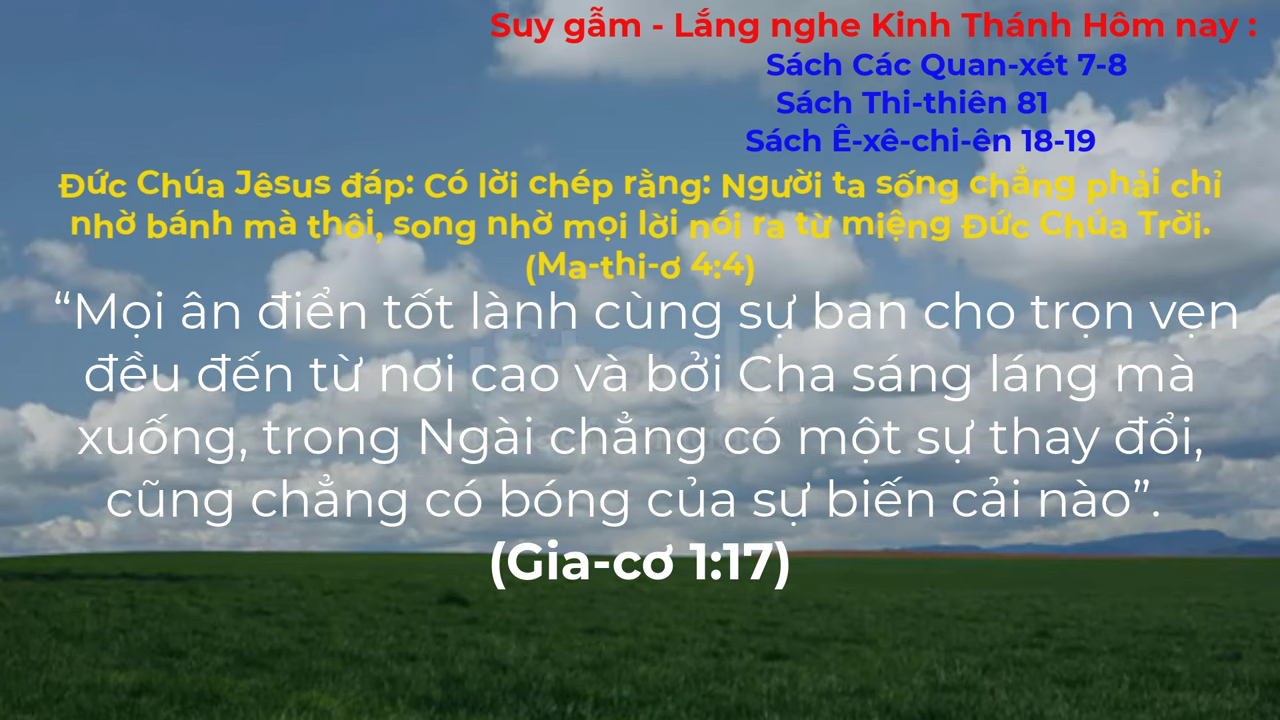 Suy gẫm - Lắng nghe Kinh Thánh Hôm nay :
Sách Các Quan-xét 7-8
Sách Thi-thiên 81
Sách Ê-xê-chi-ên 18-19
Đức Chúa Jêsus đáp: Có lời chép rằng: Người ta sống chẳng phải chỉ
nhờ bánh mà thôi, song nhờ mọi lời nói ra từ miệng Đức Chúa Trời.
(Ma-thi-ơ 4:4)
“Mọi ân điển tốt lành cùng sự ban cho trọn vẹn
đều đến từ nơi cao và bởi Cha sáng láng mà
xuống, trong Ngài chẳng có một sự thay đổi,
cũng chẳng có bóng của sự biến cải nào”.
(Gia-cơ 1:17)